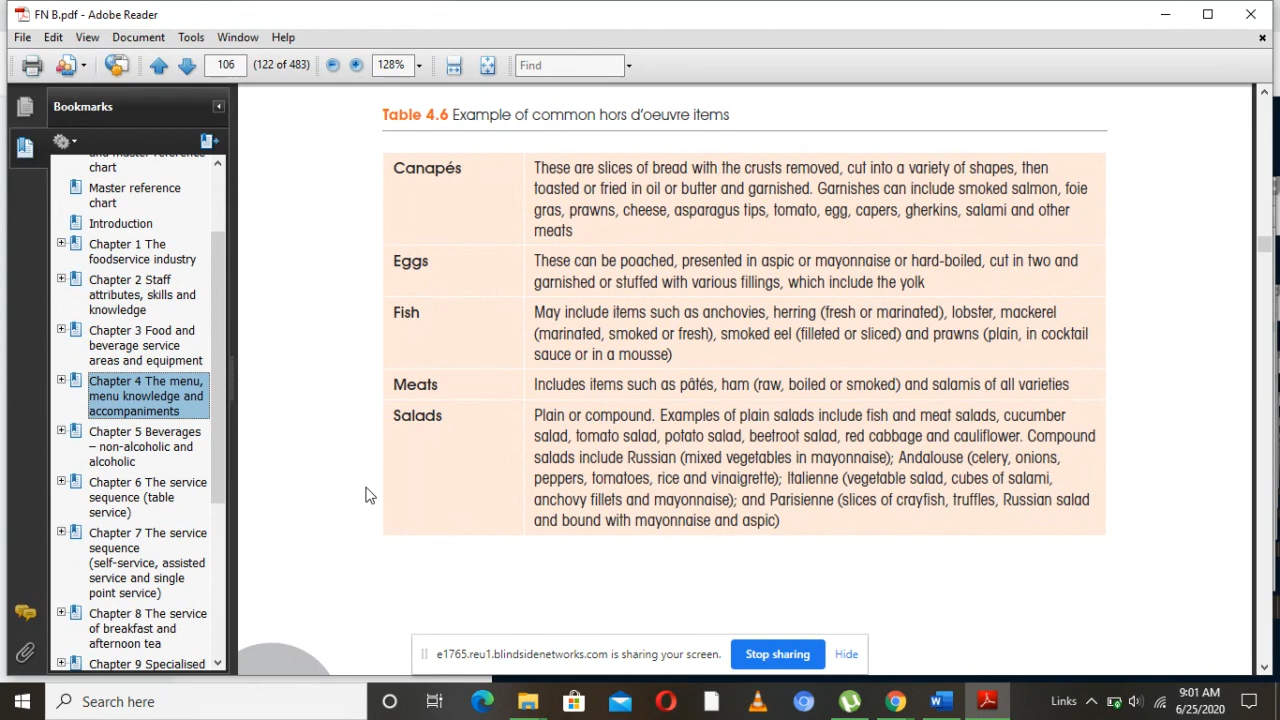 FN B.pdf - Adobe Reader
File Edit View Document Tools Window Help
106 (122 of 483) 128% Find
Bookmarks
and master reference
chart
Master reference
chart
Introduction
Chapter 1 The
foodservice industry
Chapter 2 Staff
attributes, skills and
knowledge
Chapter 3 Food and
beverage service
areas and equipment
Chapter 4 The menu,
menu knowledge and
accompaniments
Chapter 5 Beverages
– non-alcoholic and
alcoholic
Chapter 6 The service
sequence (table
service)
Chapter 7 The service
sequence
(self-service, assisted
service and single
point service)
Chapter 8 The service
of breakfast and
afternoon tea
Chapter 9 Specialised
Table 4.6 Example of common hors d’oeuvre items
Canapés
These are slices of bread with the crusts removed, cut into a variety of shapes, then
toasted or fried in oil or butter and garnished. Garnishes can include smoked salmon, foie
gras, prawns, cheese, asparagus tips, tomato, egg, capers, gherkins, salami and other
meats
Eggs
These can be poached, presented in aspic or mayonnaise or hard-boiled, cut in two and
garnished or stuffed with various fillings, which include the yolk
Fish
May include items such as anchovies, herring (fresh or marinated), lobster, mackerel
(marinated, smoked or fresh), smoked eel (filleted or sliced) and prawns (plain, in cocktail
sauce or in a mousse)
Meats
Includes items such as pâtés, ham (raw, boiled or smoked) and salamis of all varieties
Salads
Plain or compound. Examples of plain salads include fish and meat salads, cucumber
salad, tomato salad, potato salad, beetroot salad, red cabbage and cauliflower. Compound
salads include Russian (mixed vegetables in mayonnaise); Andalouse (celery, onions,
peppers, tomatoes, rice and vinaigrette); Italienne (vegetable salad, cubes of salami,
anchovy fillets and mayonnaise); and Parisienne (slices of crayfish, truffles, Russian salad
and bound with mayonnaise and aspic)
e1765.reu1.blindsidenetworks.com is sharing your screen. Stop sharing Hide
Search here
Links
9:01 AM
6/25/2020